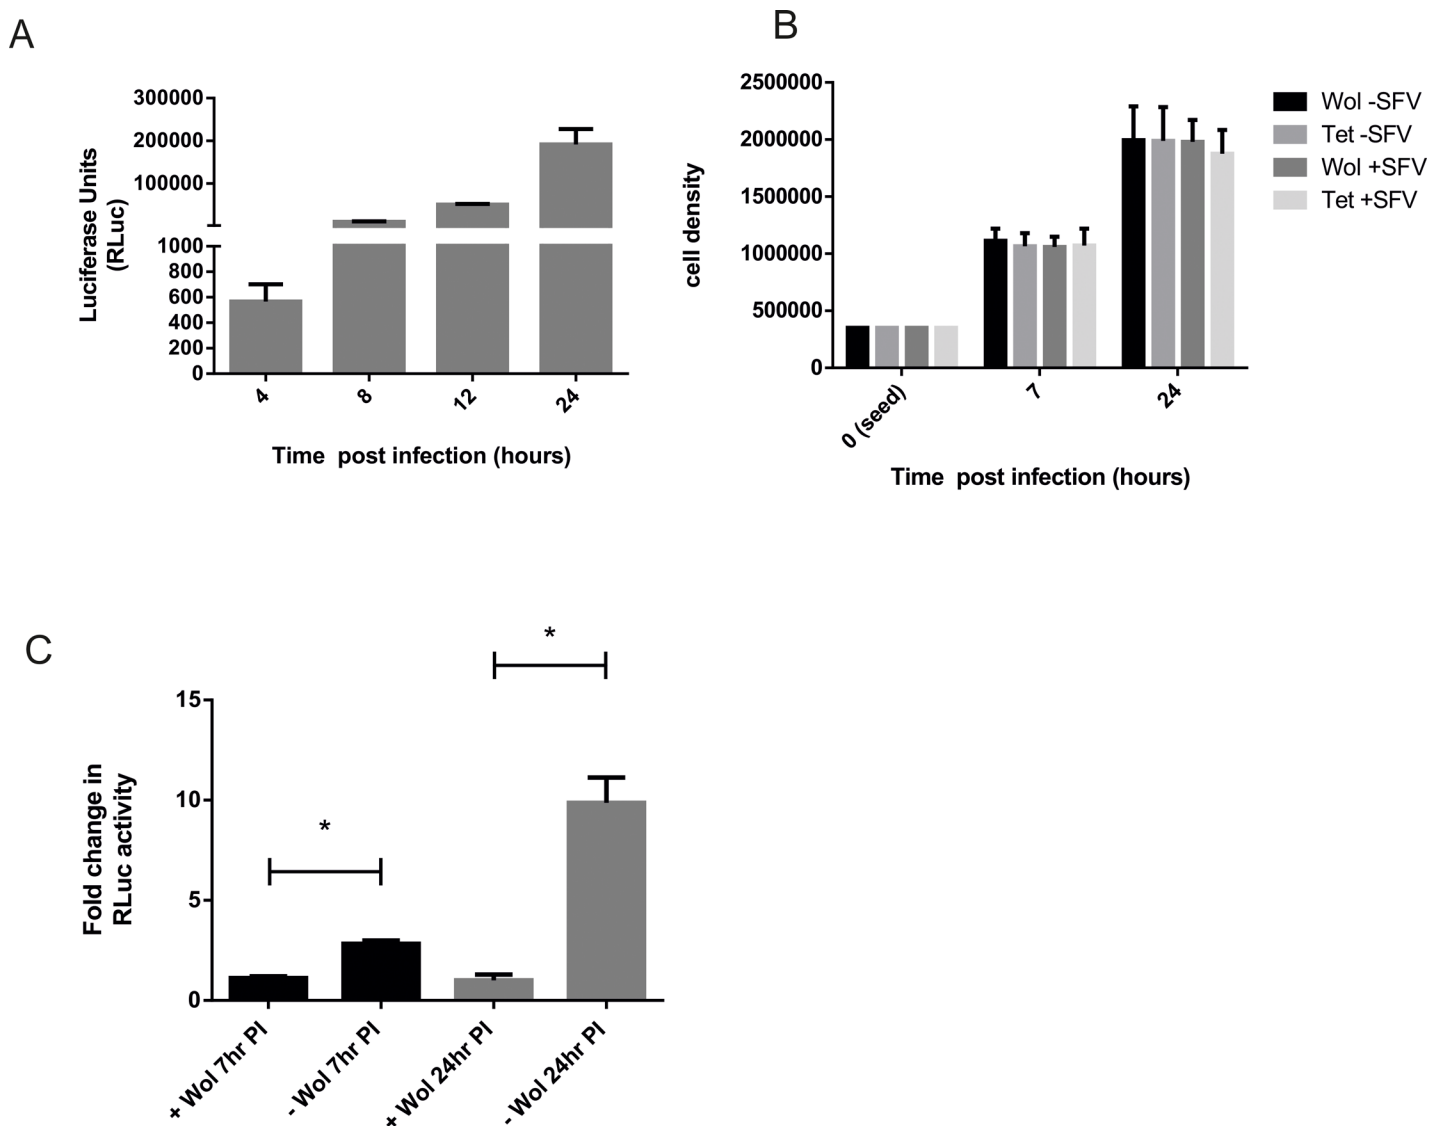 A
300000
200000
100000
1000
800
600
400
200
0
Luciferase Units
(RLuc)
4
8
12
24
Time post infection (hours)
B
2500000
2000000
1500000
1000000
500000
0
cell density
0 (seed)
7
24
Time post infection (hours)
Wol -SFV
Tet -SFV
Wol +SFV
Tet +SFV
C
*
*
15
10
5
0
Fold change in
RLuc activity
+ Wol 7hr PI
- Wol 7hr PI
+ Wol 24hr PI
- Wol 24hr PI